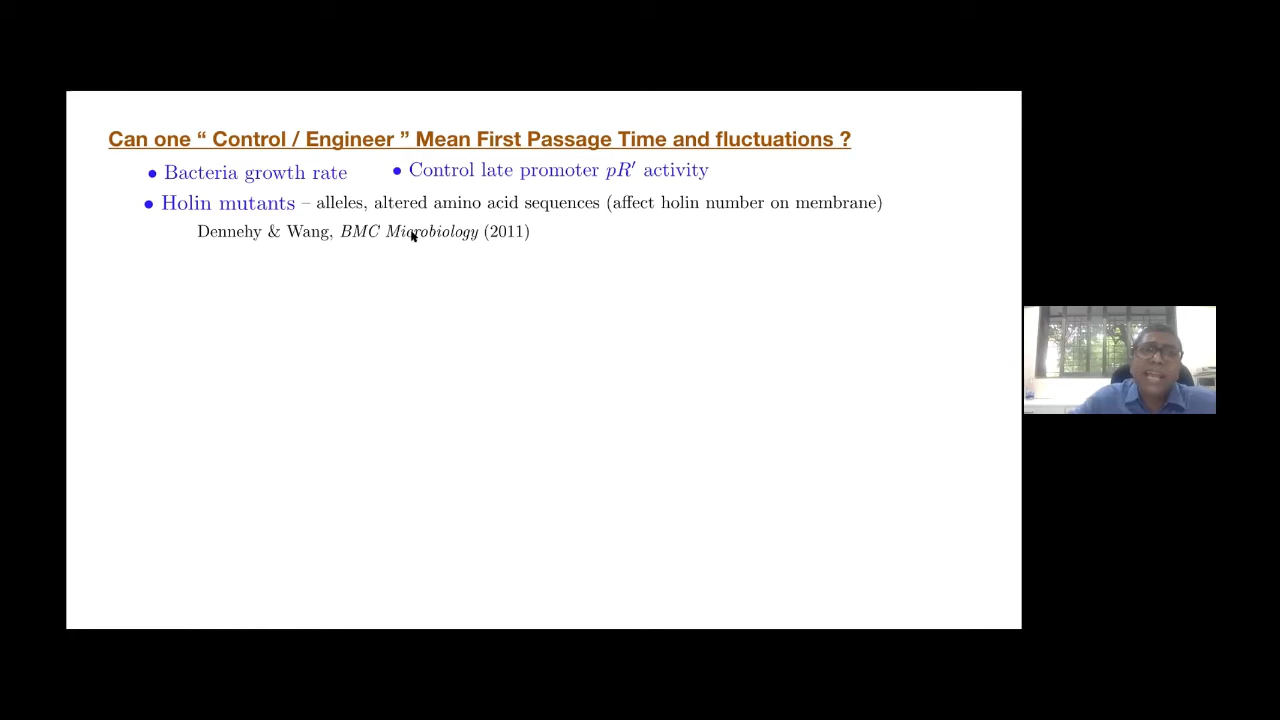 Can one “ Control / Engineer ” Mean First Passage Time and fluctuations ?
• Bacteria growth rate • Control late promoter pR′ activity
• Holin mutants – alleles, altered amino acid sequences (affect holin number on membrane)
Dennehy & Wang, BMC Microbiology (2011)